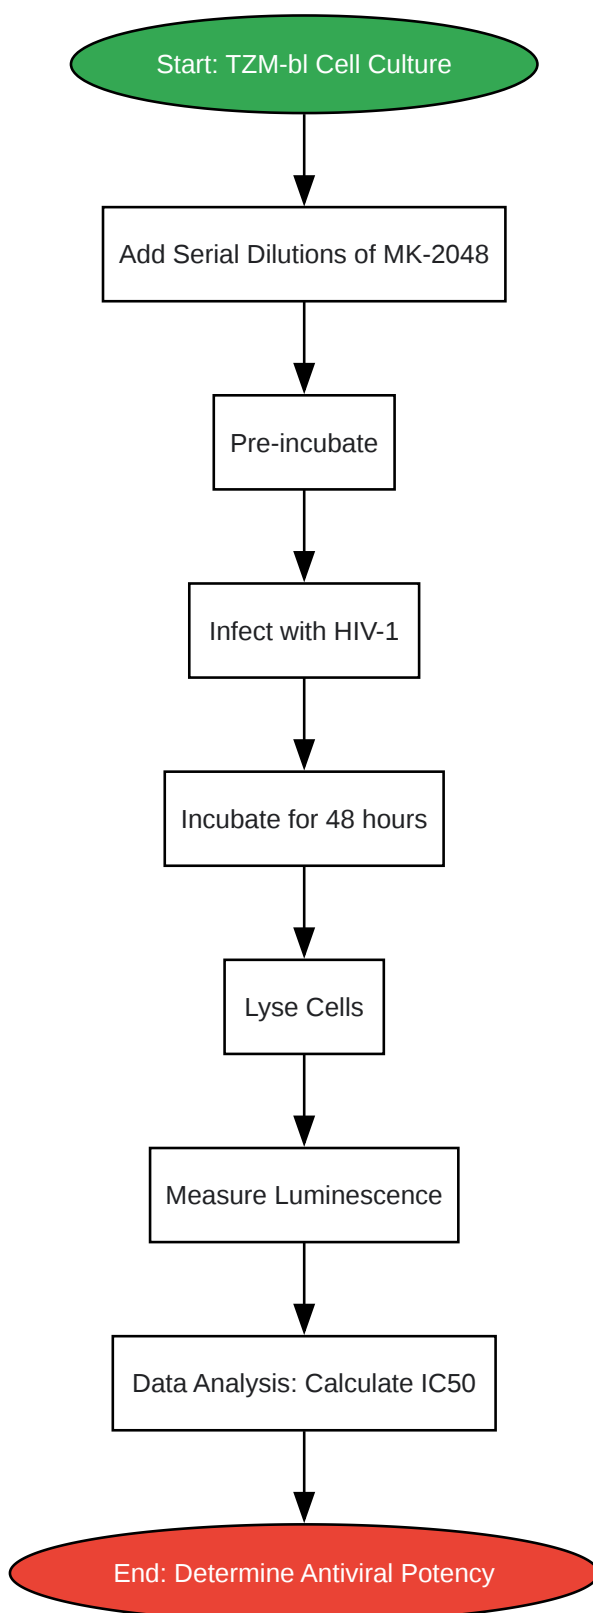 Start: TZM-bl Cell Culture
Add Serial Dilutions of MK-2048
Pre-incubate
Infect with HIV-1
Incubate for 48 hours
Lyse Cells
Measure Luminescence
Data Analysis: Calculate IC50
End: Determine Antiviral Potency